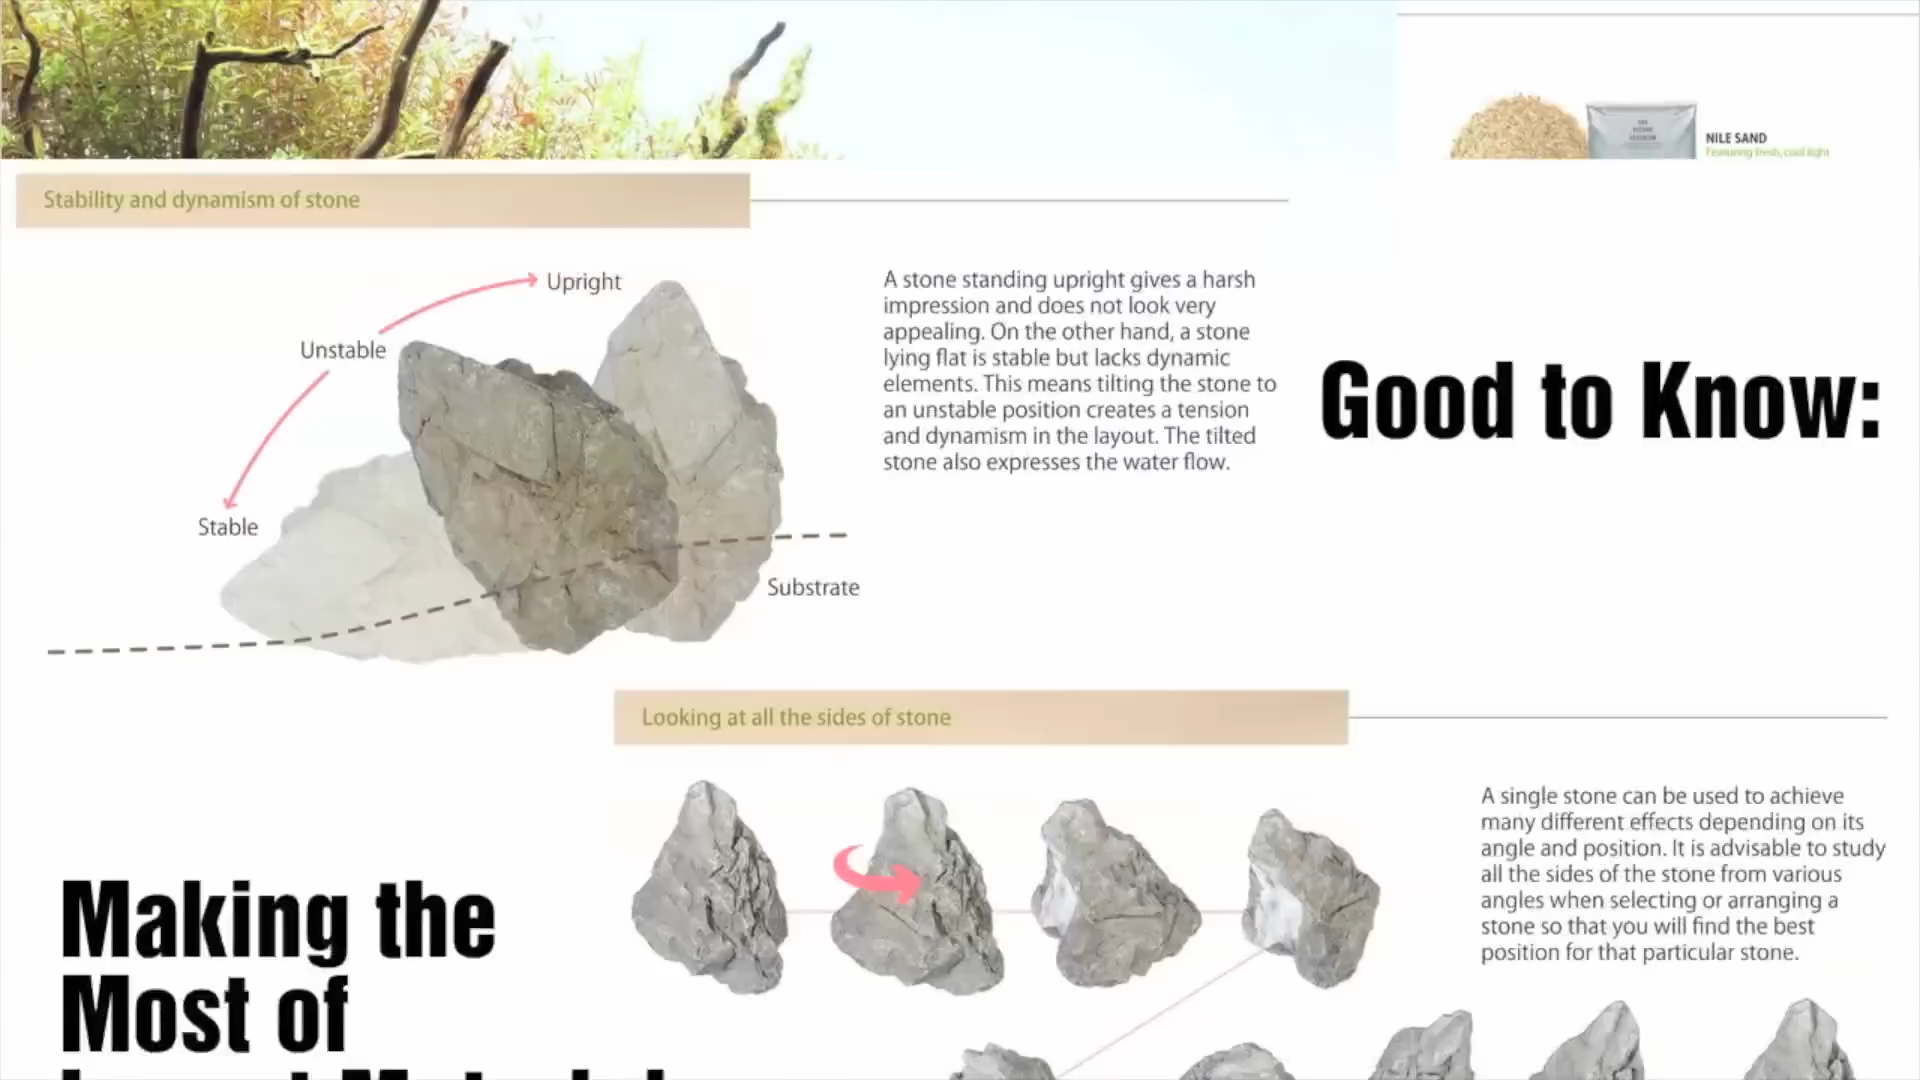 NILE SAND
Featuring fresh, cool light
Stability and dynamism of stone
Upright
Unstable
Stable
Substrate
A stone standing upright gives a harsh
impression and does not look very
appealing. On the other hand, a stone
lying flat is stable but lacks dynamic
elements. This means tilting the stone to
an unstable position creates a tension
and dynamism in the layout. The tilted
stone also expresses the water flow.
Good to Know:
Looking at all the sides of stone
A single stone can be used to achieve
many different effects depending on its
angle and position. It is advisable to study
all the sides of the stone from various
angles when selecting or arranging a
stone so that you will find the best
position for that particular stone.
Making the
Most of